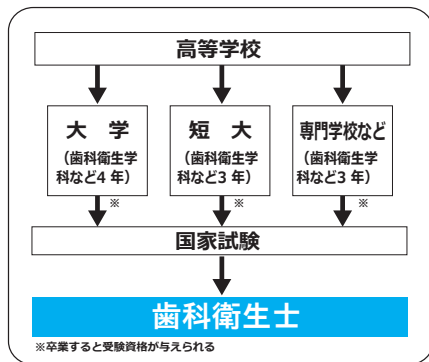 高等学校
大 学
(歯科衛生学
科など4 年)
短 大
(歯科衛生学
科など3 年)
専門学校など
(歯科衛生学
科など3 年)
※
※
※
国家試験
歯科衛生士
※卒業すると受験資格が与えられる